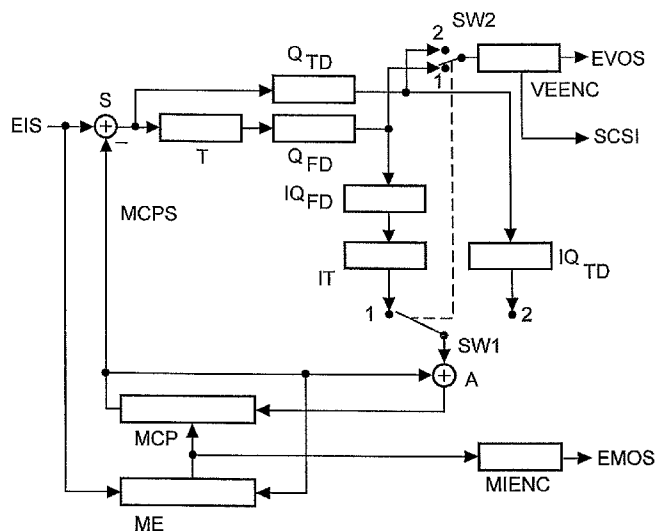 SW2
2
Q TD
1
EVOS
VEENC
S
EIS
–
T
Q FD
SCSI
IQ FD
MCPS
IT
IQ TD
1
2
SW1
A
MCP
EMOS
MIENC
ME